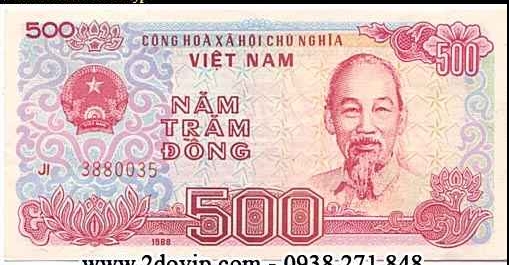 500
CỘNG HOÀ XÃ HỘI CHỦ NGHĨA
VIỆT NAM
500
NĂM
TRĂM
ĐỒNG
JI 3880035
500
1988
www.2dovip.com - 0938 271 848